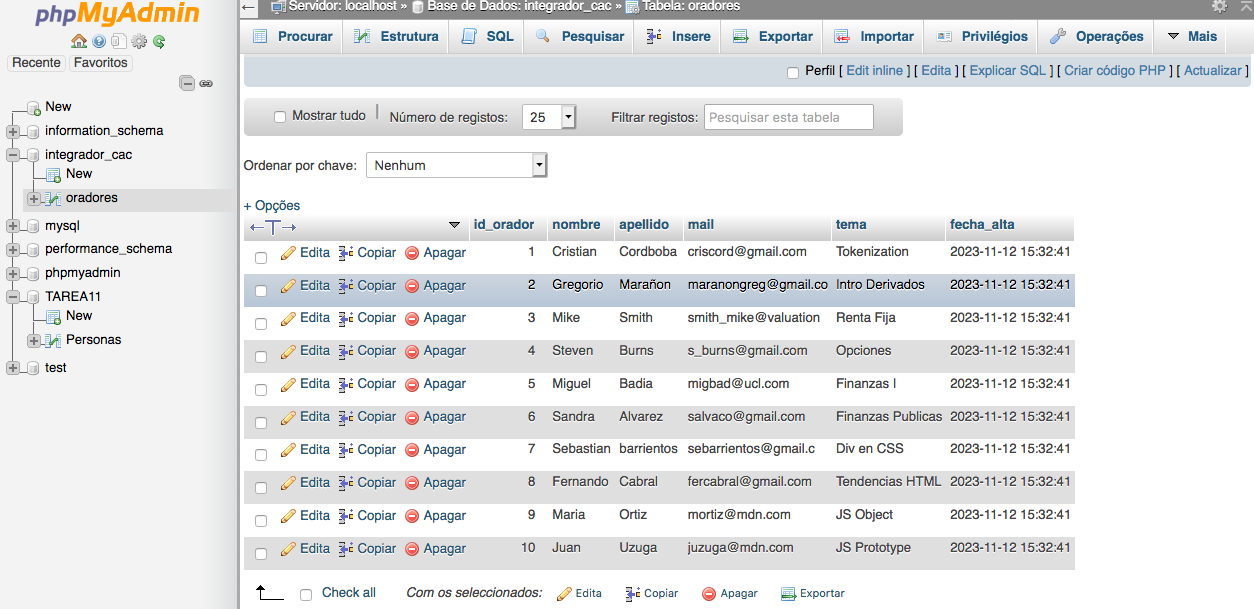 phpMyAdmin
Recente Favoritos
New
information_schema
integrador_cac
New
oradores
mysql
performance_schema
phpmyadmin
TAREA11
New
Personas
test
Servidor: localhost » Base de Dados: integrador_cac » Tabela: oradores
Procurar Estrutura SQL Pesquisar Insere Exportar Importar Privilégios Operações Mais
Perfil [ Edit inline ] [ Edita ] [ Explicar SQL ] [ Criar código PHP ] [ Actualizar ]
Mostrar tudo | Número de registos: 25 Filtrar registos: Pesquisar esta tabela
Ordenar por chave: Nenhum
+ Opções
←T→ id_orador nombre apellido mail tema fecha_alta
Edita Copiar Apagar 1 Cristian Cordboba criscord@gmail.com Tokenization 2023-11-12 15:32:41
Edita Copiar Apagar 2 Gregorio Marañon maranongreg@gmail.co Intro Derivados 2023-11-12 15:32:41
Edita Copiar Apagar 3 Mike Smith smith_mike@valuation Renta Fija 2023-11-12 15:32:41
Edita Copiar Apagar 4 Steven Burns s_burns@gmail.com Opciones 2023-11-12 15:32:41
Edita Copiar Apagar 5 Miguel Badia migbad@ucl.com Finanzas I 2023-11-12 15:32:41
Edita Copiar Apagar 6 Sandra Alvarez salvaco@gmail.com Finanzas Publicas 2023-11-12 15:32:41
Edita Copiar Apagar 7 Sebastian barrientos sebarrientos@gmail.c Div en CSS 2023-11-12 15:32:41
Edita Copiar Apagar 8 Fernando Cabral fercabral@gmail.com Tendencias HTML 2023-11-12 15:32:41
Edita Copiar Apagar 9 Maria Ortiz mortiz@mdn.com JS Object 2023-11-12 15:32:41
Edita Copiar Apagar 10 Juan Uzuga juzuga@mdn.com JS Prototype 2023-11-12 15:32:41
Check all Com os seleccionados: Edita Copiar Apagar Exportar